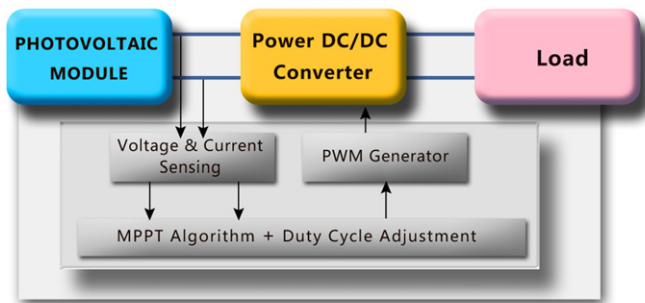 PHOTOVOLTAIC
MODULE
Power DC/DC
Converter
Load
Voltage & Current
Sensing
PWM Generator
MPPT Algorithm + Duty Cycle Adjustment